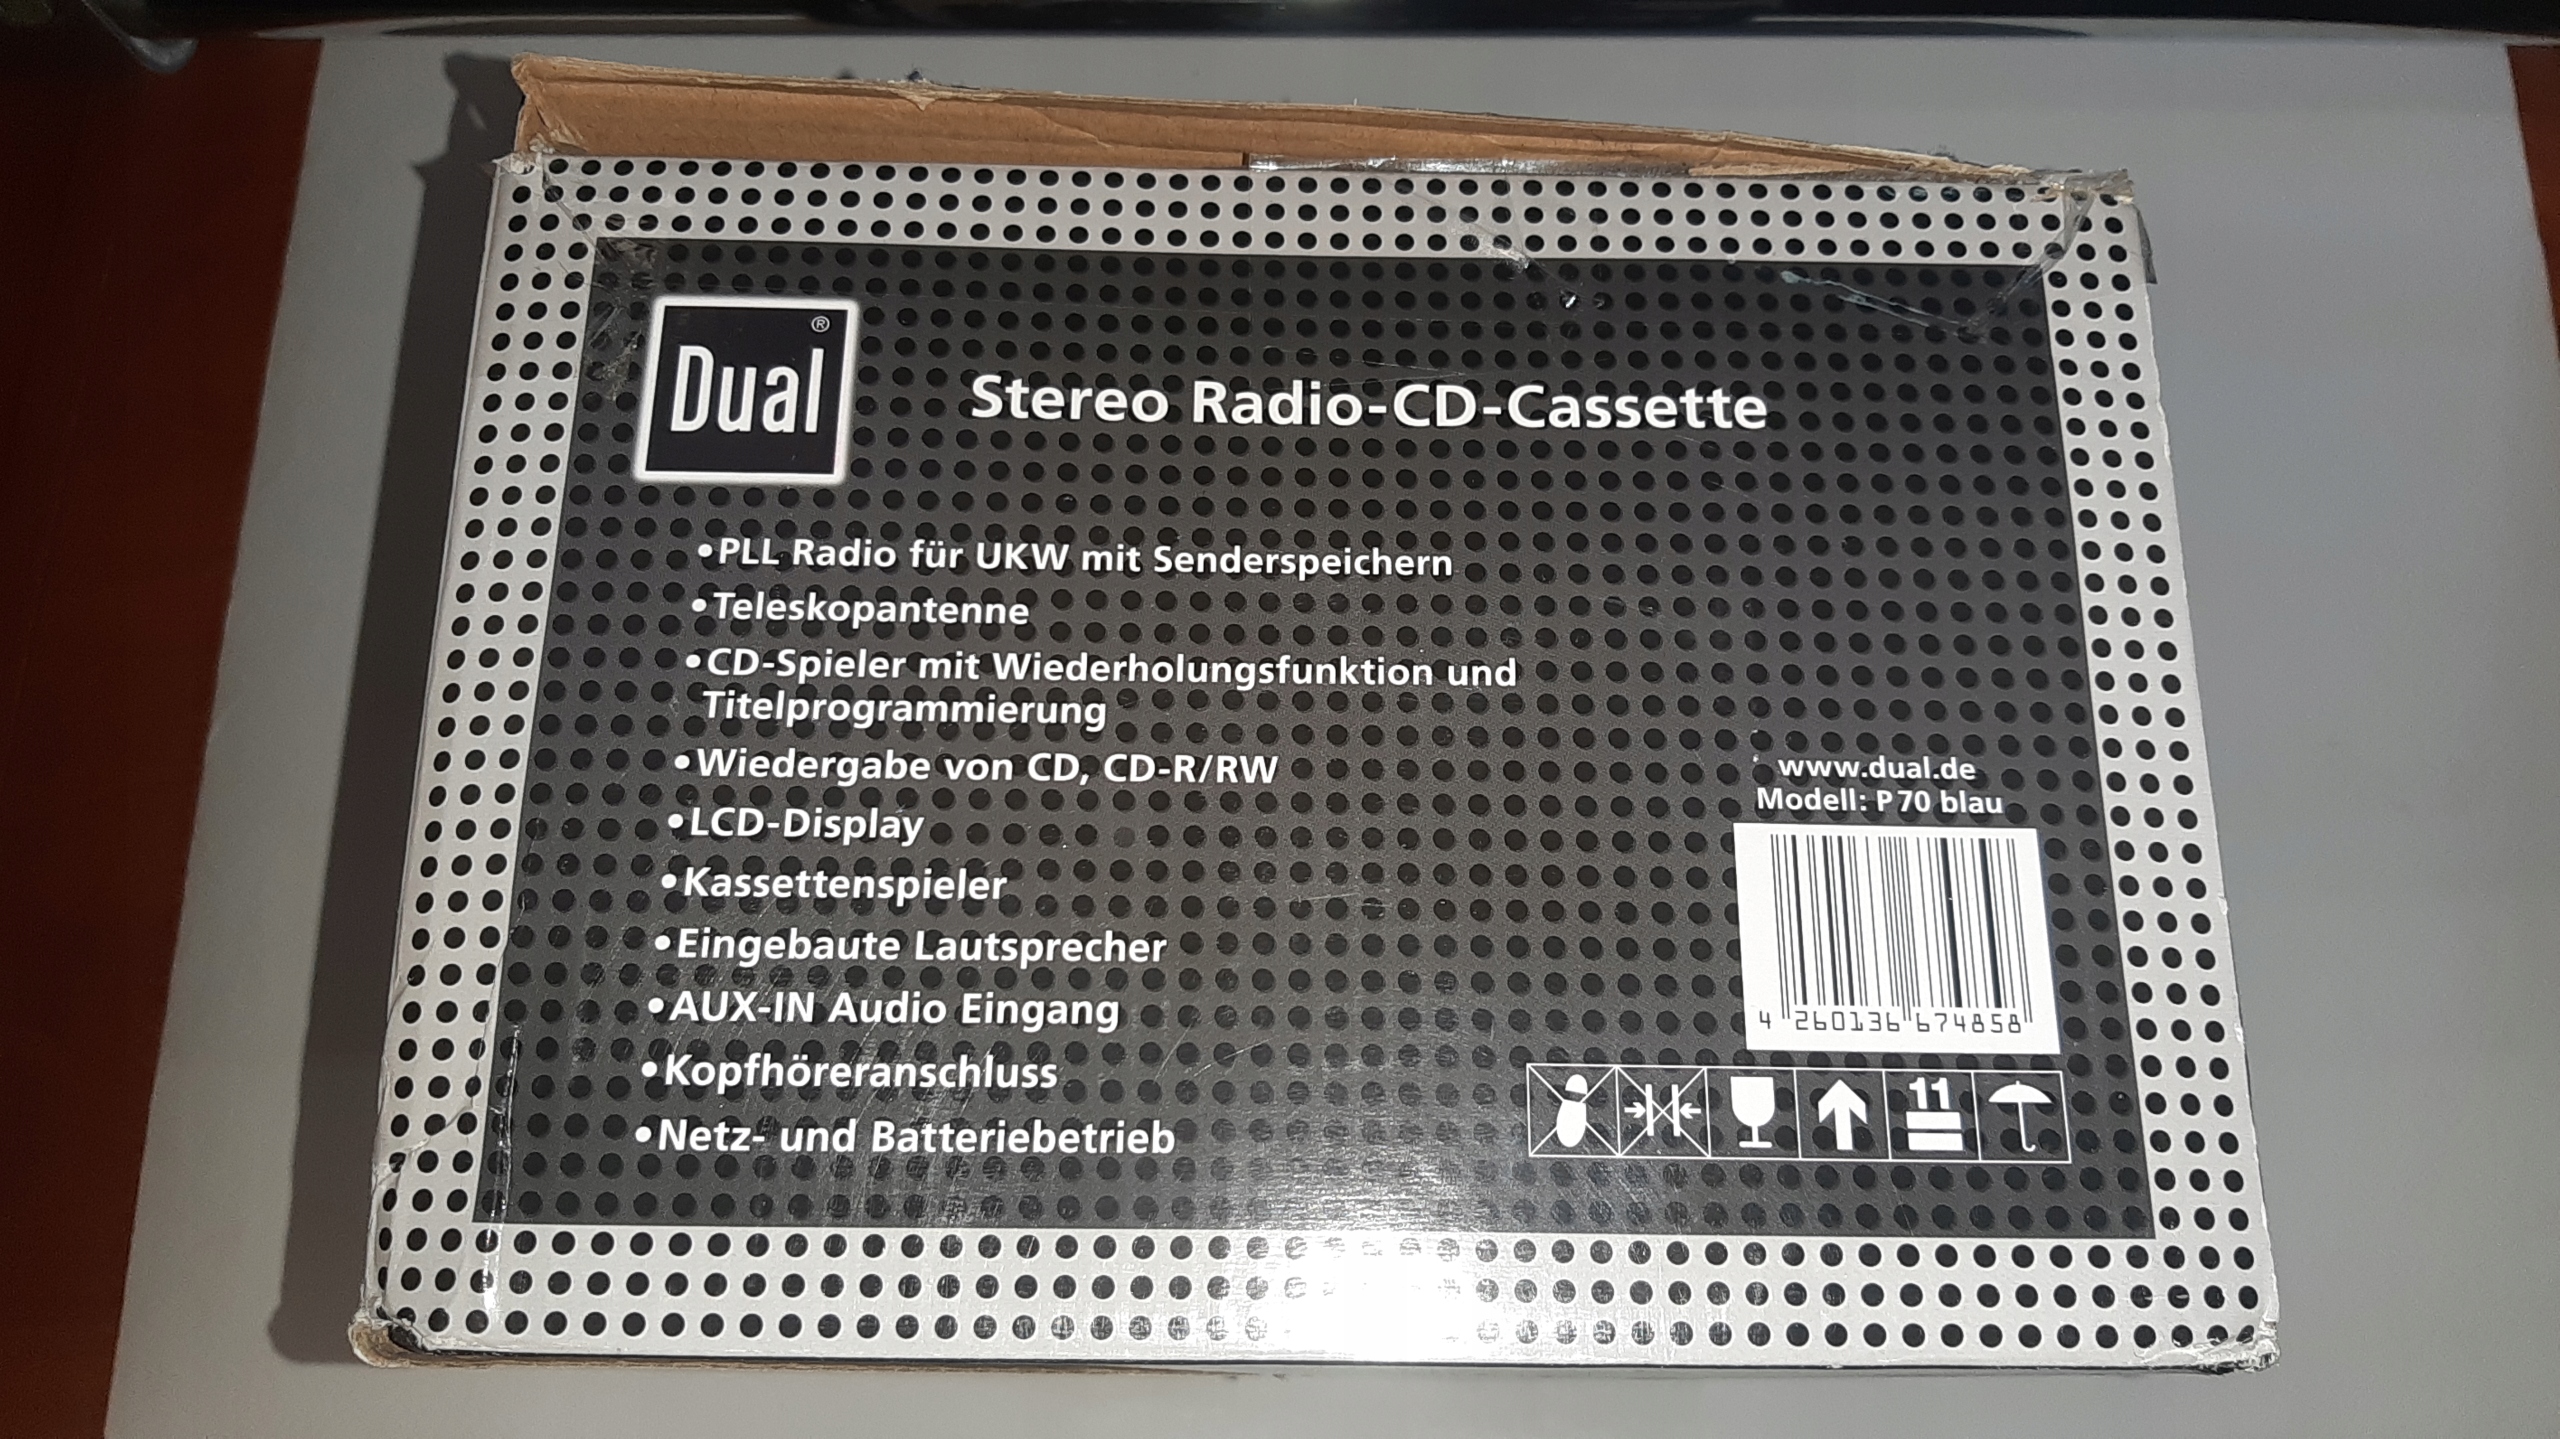 Dual®
Stereo Radio-CD-Cassette
•PLL Radio für UKW mit Senderspeichern
•Teleskopantenne
•CD-Spieler mit Wiederholungsfunktion und
Titelprogrammierung
•Wiedergabe von CD, CD-R/RW
•LCD-Display
•Kassettenspieler
•Eingebaute Lautsprecher
•AUX-IN Audio Eingang
•Kopfhöreranschluss
•Netz- und Batteriebetrieb
www.dual.de
Modell: P70 blau
4 260136 674858
11